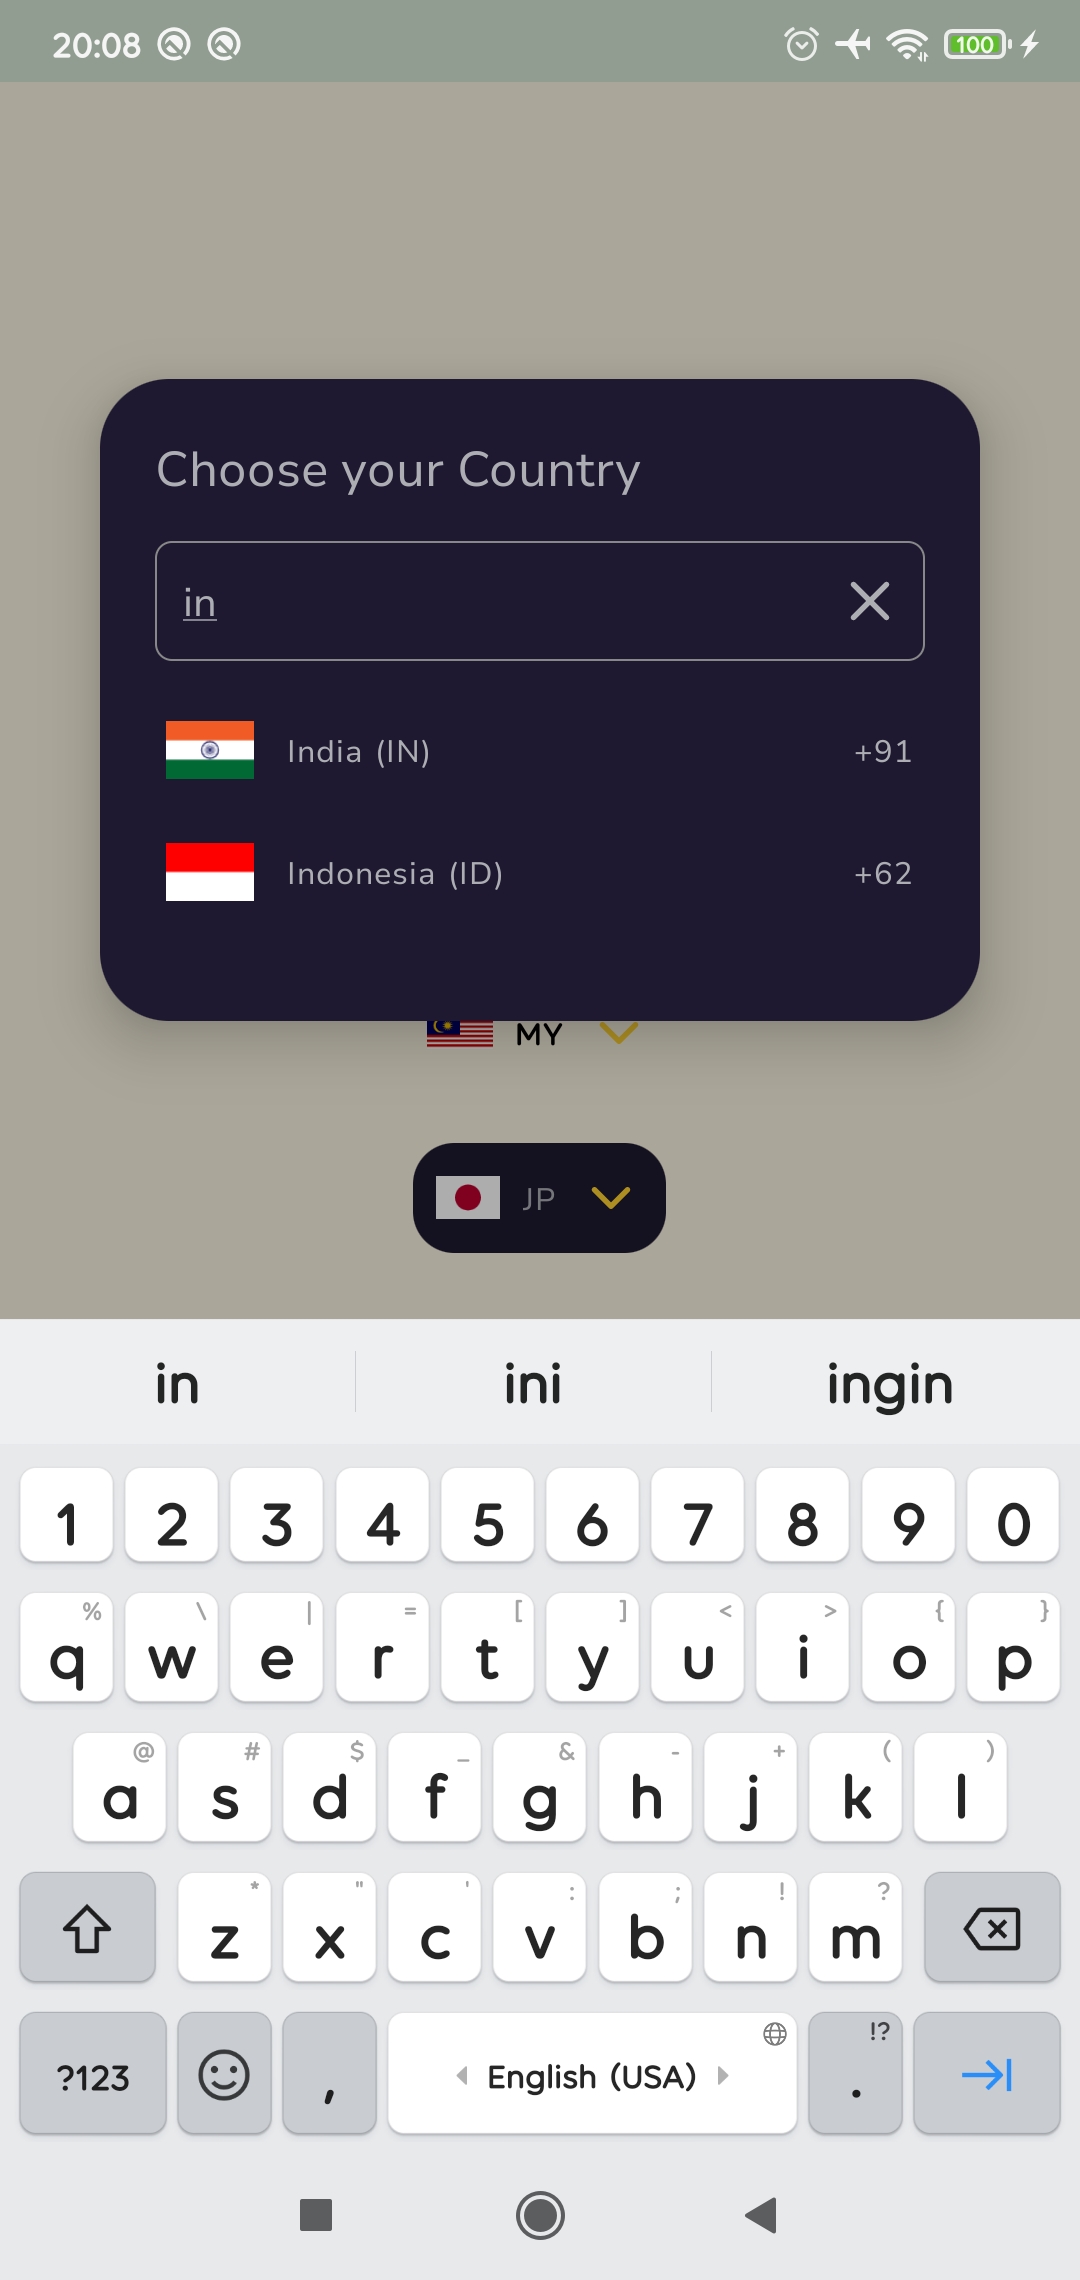 20:08
100
Choose your Country
in
India (IN) +91
Indonesia (ID) +62
MY
JP
in ini ingin
1 2 3 4 5 6 7 8 9 0
% \ | = [ ] < > { }
q w e r t y u i o p
@ # $ _ & - + ( )
a s d f g h j k l
* " ' : ; ! ?
z x c v b n m
!?
?123 , English (USA) .